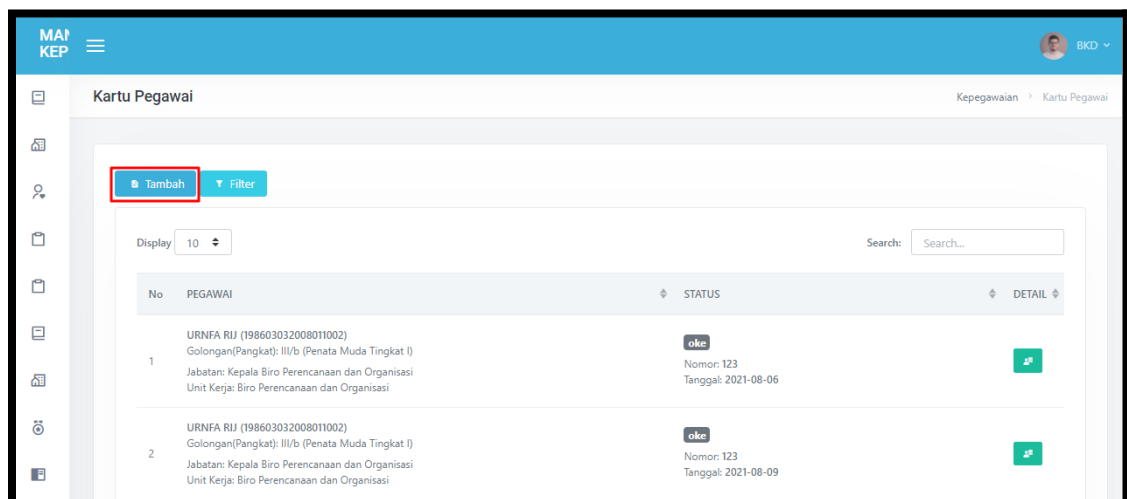 MAN
KEP
BKD
Kartu Pegawai
Kepegawaian
Kartu Pegawai
Tambah
Filter
Display
10
Search:
Search...
No
PEGAWAI
STATUS
DETAIL
1
URNFA RIJ (198603032008011002)
Golongan(Pangkat): III/b (Penata Muda Tingkat I)
Jabatan: Kepala Biro Perencanaan dan Organisasi
Unit Kerja: Biro Perencanaan dan Organisasi
oke
Nomor: 123
Tanggal: 2021-08-06
2
URNFA RIJ (198603032008011002)
Golongan(Pangkat): III/b (Penata Muda Tingkat I)
Jabatan: Kepala Biro Perencanaan dan Organisasi
Unit Kerja: Biro Perencanaan dan Organisasi
oke
Nomor: 123
Tanggal: 2021-08-09